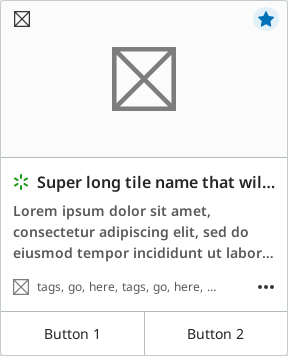 Super long tile name that wil...
Lorem ipsum dolor sit amet,
consectetur adipiscing elit, sed do
eiusmod tempor incididunt ut labor...
tags, go, here, tags, go, here, ...
Button 1
Button 2